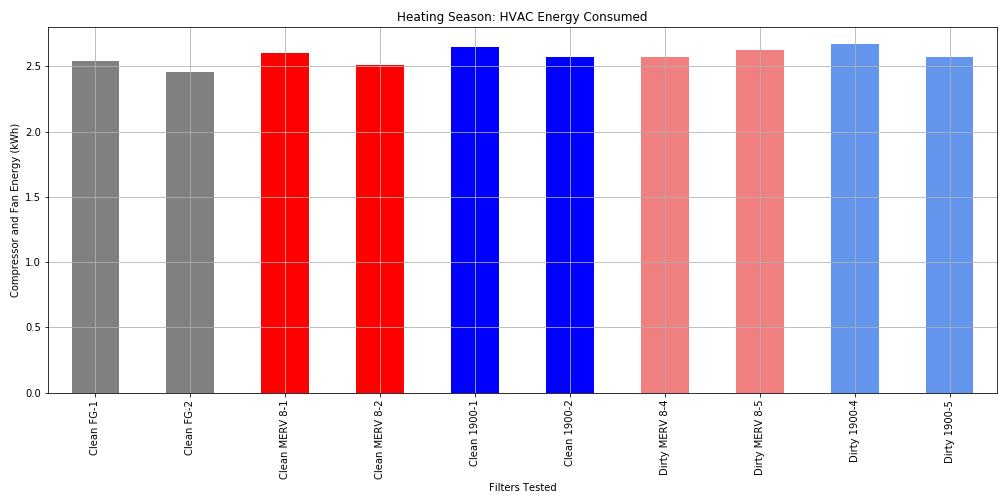 Heating Season: HVAC Energy Consumed
Compressor and Fan Energy (kWh)
2.5
2.0
1.5
1.0
0.5
0.0
Clean FG-1
Clean FG-2
Clean MERV 8-1
Clean MERV 8-2
Clean 1900-1
Clean 1900-2
Dirty MERV 8-4
Dirty MERV 8-5
Dirty 1900-4
Dirty 1900-5
Filters Tested